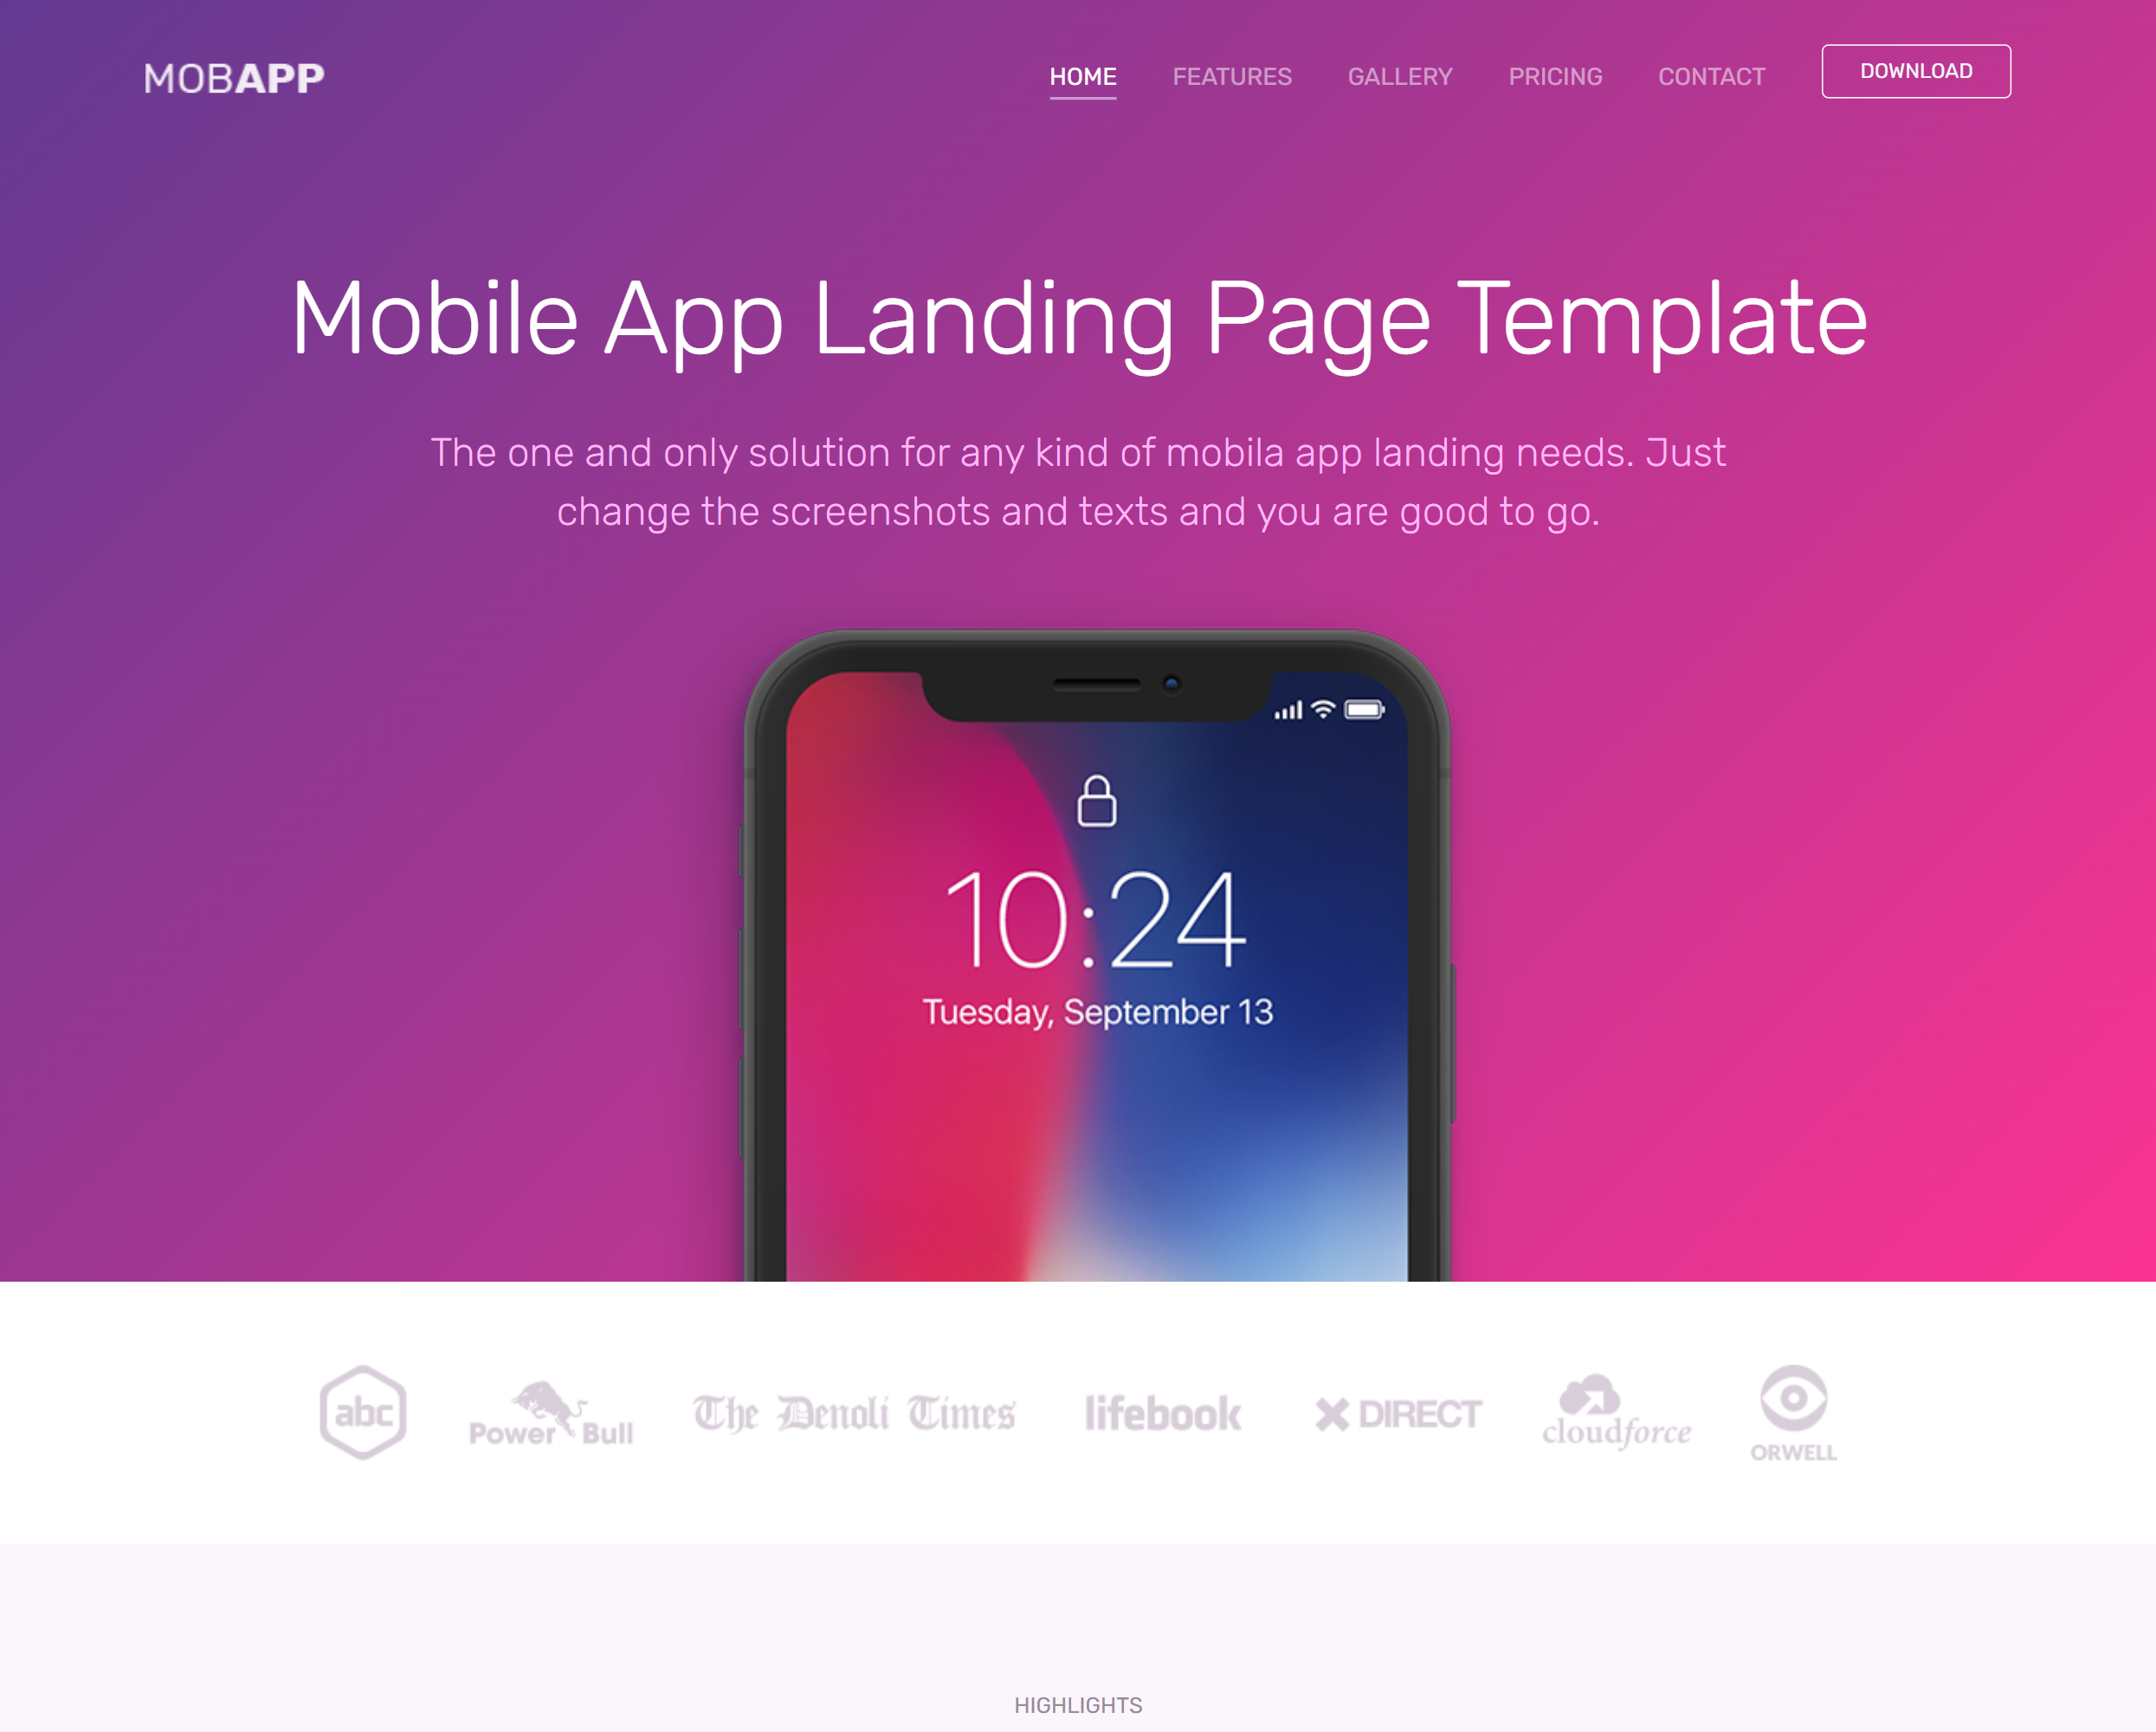 MOBAPP
HOME FEATURES GALLERY PRICING CONTACT DOWNLOAD
Mobile App Landing Page Template
The one and only solution for any kind of mobila app landing needs. Just
change the screenshots and texts and you are good to go.
10:24
Tuesday, September 13
abc Power Bull The Denoli Times lifebook DIRECT cloudforce ORWELL
HIGHLIGHTS